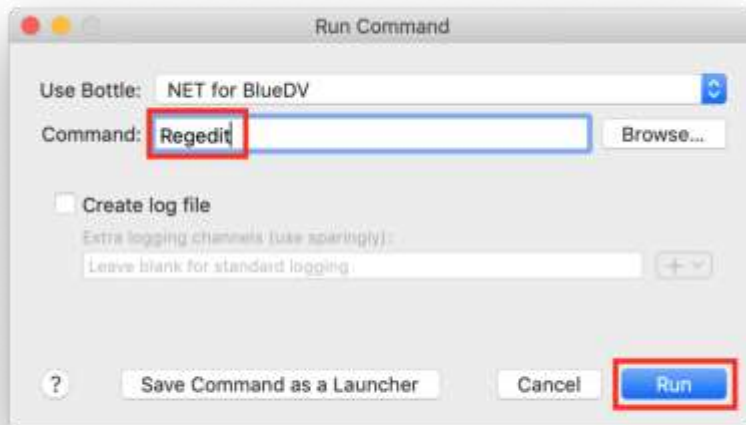 Run Command
Use Bottle: NET for BlueDV
Command: Regedit Browse...
Create log file
Extra logging channels (use sparingly):
Leave blank for standard logging
? Save Command as a Launcher Cancel Run